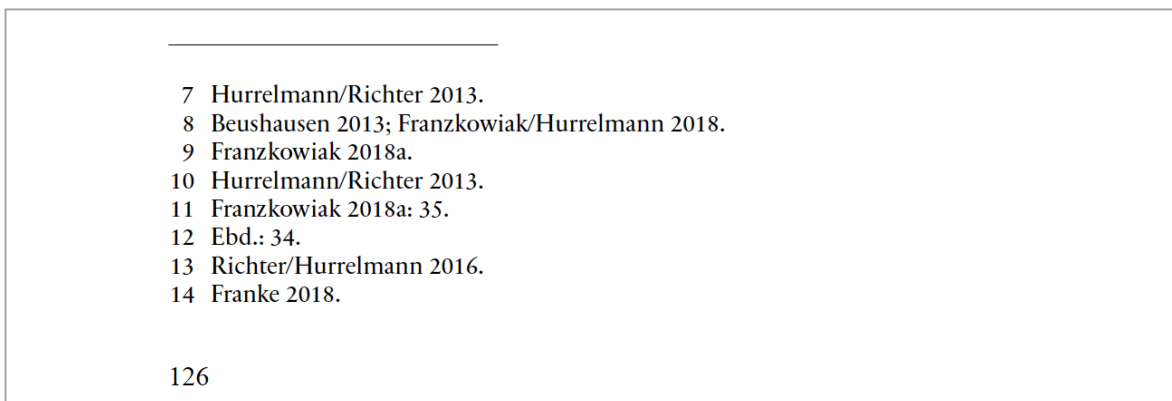 7 Hurrelmann/Richter 2013.
8 Beushausen 2013; Franzkowiak/Hurrelmann 2018.
9 Franzkowiak 2018a.
10 Hurrelmann/Richter 2013.
11 Franzkowiak 2018a: 35.
12 Ebd.: 34.
13 Richter/Hurrelmann 2016.
14 Franke 2018.
126